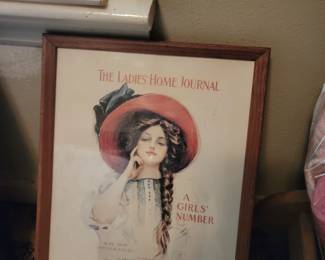 THE LADIES' HOME JOURNAL
A
GIRLS'
NUMBER